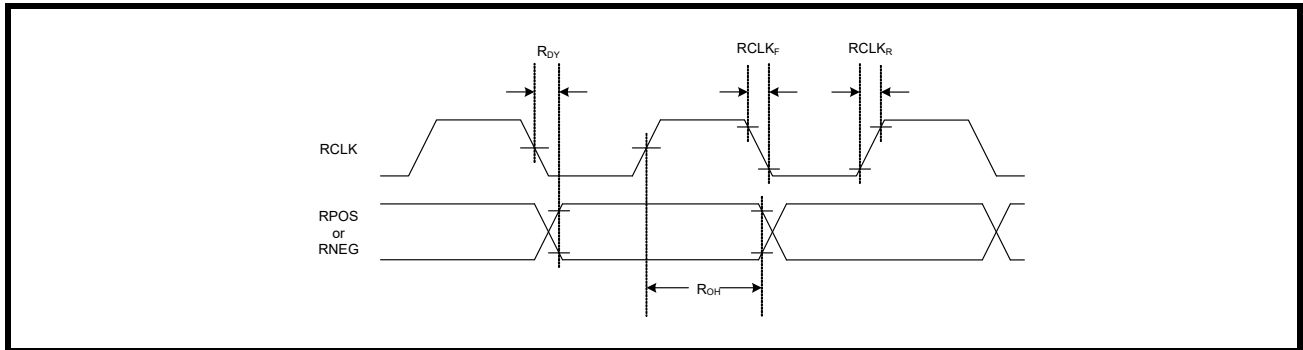 RDY
RCLKF
RCLKR
RCLK
RPOS
or
RNEG
ROH